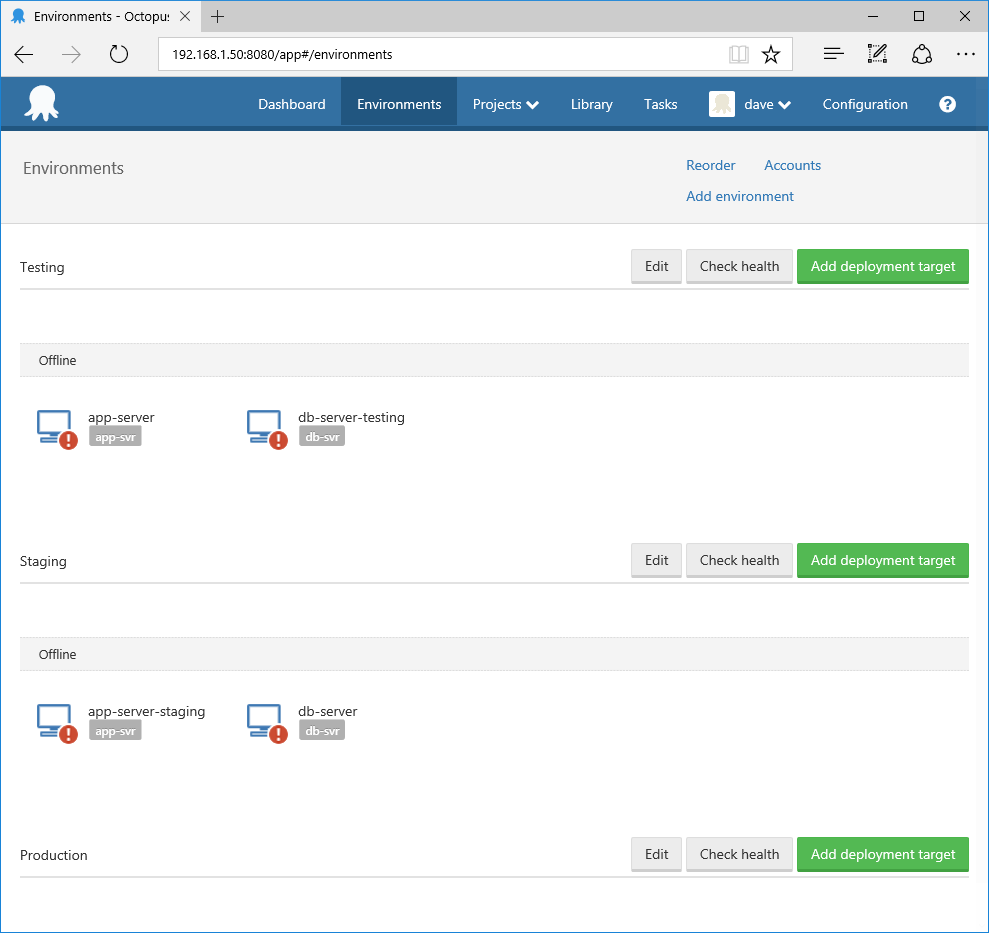 Environments - Octopus
192.168.1.50:8080/app#/environments
Dashboard Environments Projects Library Tasks dave Configuration ?
Environments
Reorder Accounts
Add environment
Testing Edit Check health Add deployment target
Offline
app-server db-server-testing
app-svr db-svr
Staging Edit Check health Add deployment target
Offline
app-server-staging db-server
app-svr db-svr
Production Edit Check health Add deployment target